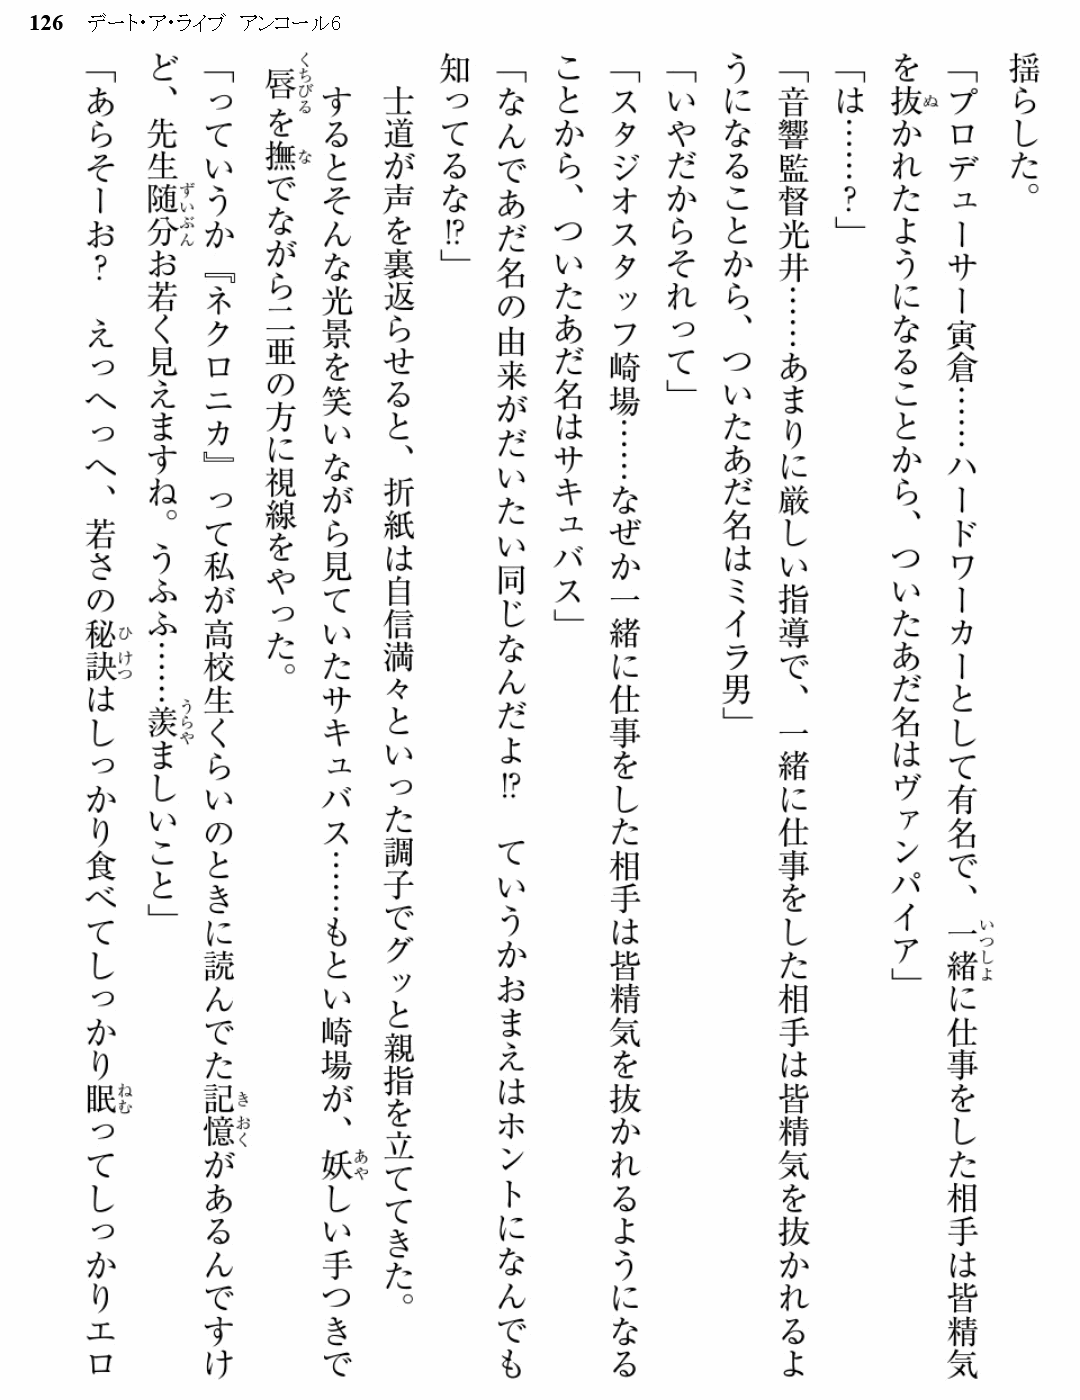 126 デート・ア・ライブ アンコール6
揺らした。
「プロデューサー寅倉……ハードワーカーとして有名で、一緒に仕事をした相手は皆精気
を抜かれたようになることから、ついたあだ名はヴァンパイア」
「は……？」
「音響監督光井……あまりに厳しい指導で、一緒に仕事をした相手は皆精気を抜かれるよ
うになることから、ついたあだ名はミイラ男」
「いやだからそれって」
「スタジオスタッフ崎場……なぜか一緒に仕事をした相手は皆精気を抜かれるようになる
ことから、ついたあだ名はサキュバス」
「なんであだ名の由来がだいたい同じなんだよ⁉　ていうかおまえはホントになんでも
知ってるな⁉」
　士道が声を裏返らせると、折紙は自信満々といった調子でグッと親指を立ててきた。
　するとそんな光景を笑いながら見ていたサキュバス……もとい崎場が、妖しい手つきで
唇を撫でながら二亜の方に視線をやった。
「っていうか『ネクロニカ』って私が高校生くらいのときに読んでた記憶があるんですけ
ど、先生随分お若く見えますね。うふふ……羨ましいこと」
「あらそーお？　えっへっへ、若さの秘訣はしっかり食べてしっかり眠ってしっかりエロ